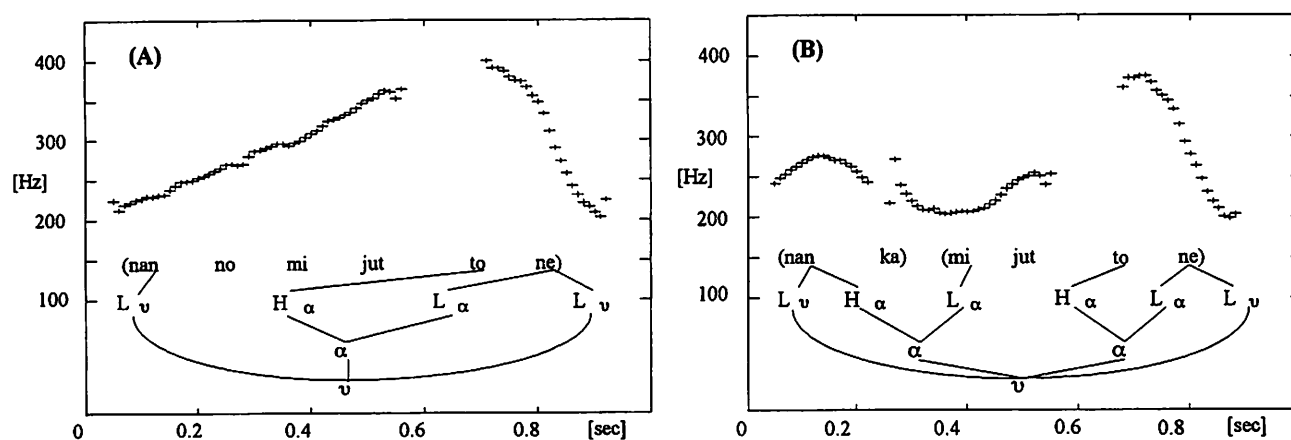 (A)
400
300
[Hz]
200
(nan no mi jut to ne)
100
L υ H α L α L υ
α
υ
0 0.2 0.4 0.6 0.8 [sec]
(B)
400
300
[Hz]
200
(nan ka) (mi jut (to ne)
100
L υ H α L α H α L α L υ
α α
υ
0 0.2 0.4 0.6 0.8 [sec]